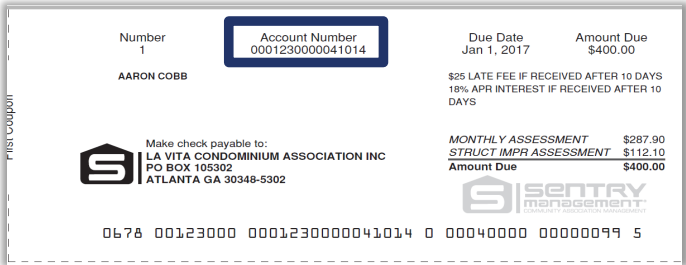 Number
1
Account Number
0001230000041014
Due Date
Jan 1, 2017
Amount Due
$400.00
AARON COBB
$25 LATE FEE IF RECEIVED AFTER 10 DAYS
18% APR INTEREST IF RECEIVED AFTER 10
DAYS
First Coupon
Make check payable to:
LA VITA CONDOMINIUM ASSOCIATION INC
PO BOX 105302
ATLANTA GA 30348-5302
MONTHLY ASSESSMENT $287.90
STRUCT IMPR ASSESSMENT $112.10
Amount Due $400.00
S
S SENTRY
management
COMMUNITY ASSOCIATION MANAGEMENT
0678 00123000 0001230000041014 0 00040000 00000099 5